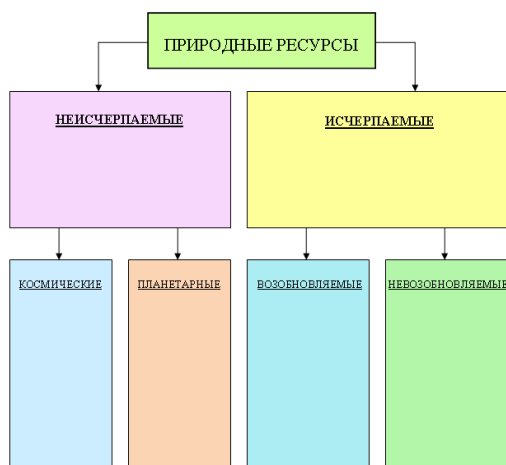 ПРИРОДНЫЕ РЕСУРСЫ
НЕИСЧЕРПАЕМЫЕ
ИСЧЕРПАЕМЫЕ
КОСМИЧЕСКИЕ
ПЛАНЕТАРНЫЕ
ВОЗОБНОВЛЯЕМЫЕ
НЕВОЗОБНОВЛЯЕМЫЕ